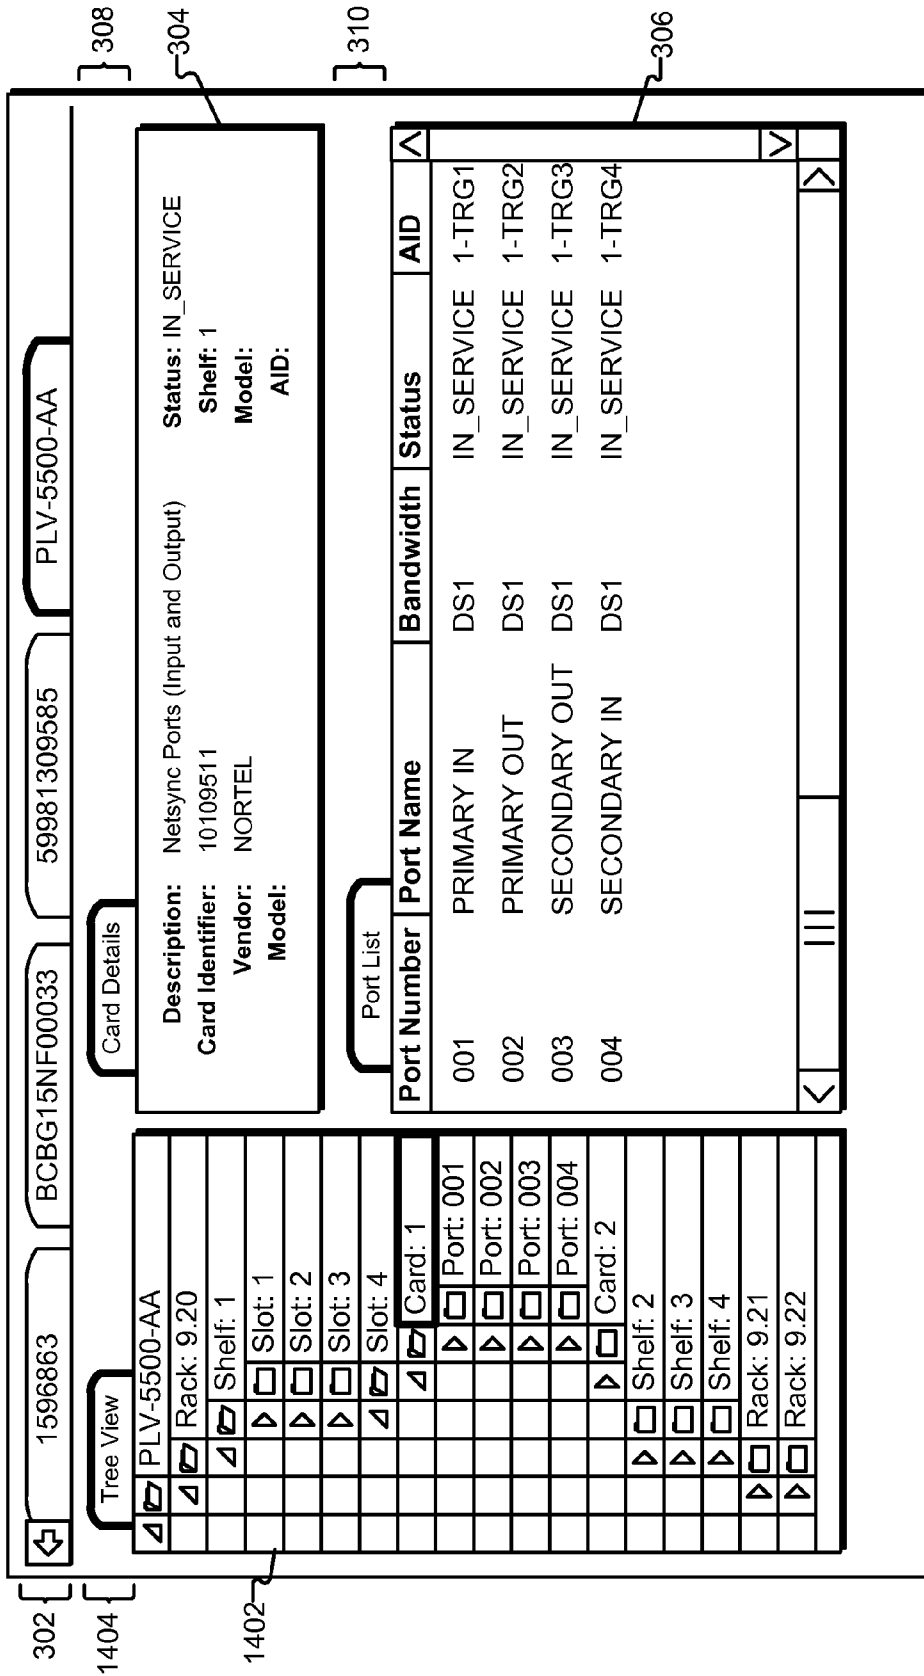 302
1596863
BCBG15NF00033
59981309585
PLV-5500-AA
1404
Tree View
Card Details
308
1402
PLV-5500-AA
Rack: 9.20
Shelf: 1
Slot: 1
Slot: 2
Slot: 3
Slot: 4
Card: 1
Port: 001
Port: 002
Port: 003
Port: 004
Card: 2
Shelf: 2
Shelf: 3
Shelf: 4
Rack: 9.21
Rack: 9.22
304
Description: Netsync Ports (Input and Output) Status: IN_SERVICE
Card Identifier: 10109511 Shelf: 1
Vendor: NORTEL Model:
Model: AID:
Port List
310
306
Port Number Port Name Bandwidth Status AID
001 PRIMARY IN DS1 IN_SERVICE 1-TRG1
002 PRIMARY OUT DS1 IN_SERVICE 1-TRG2
003 SECONDARY OUT DS1 IN_SERVICE 1-TRG3
004 SECONDARY IN DS1 IN_SERVICE 1-TRG4